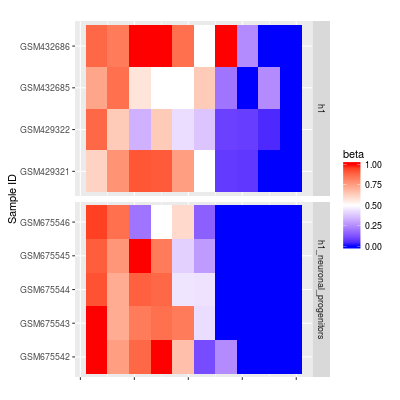 GSM432686
GSM432685
GSM429322
GSM429321
h1
GSM675546
GSM675545
GSM675544
GSM675543
GSM675542
h1_neuronal_progenitors
Sample ID
beta
1.00
0.75
0.50
0.25
0.00